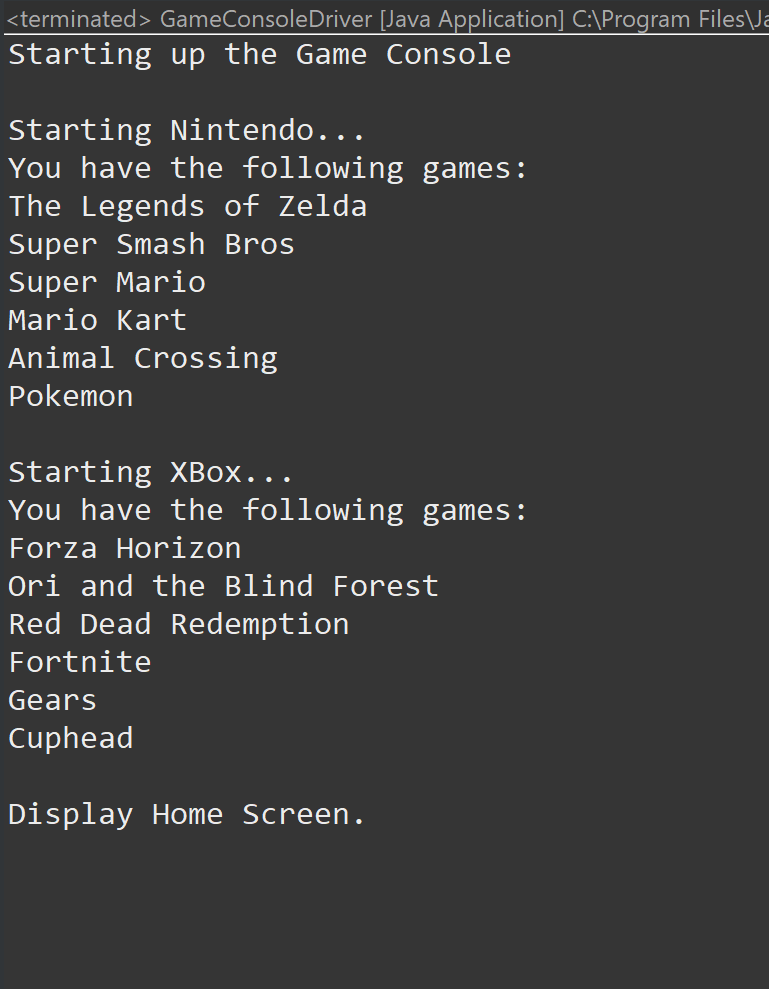 <terminated> GameConsoleDriver [Java Application] C:\Program Files\Ja
Starting up the Game Console
Starting Nintendo...
You have the following games:
The Legends of Zelda
Super Smash Bros
Super Mario
Mario Kart
Animal Crossing
Pokemon
Starting XBox...
You have the following games:
Forza Horizon
Ori and the Blind Forest
Red Dead Redemption
Fortnite
Gears
Cuphead
Display Home Screen.